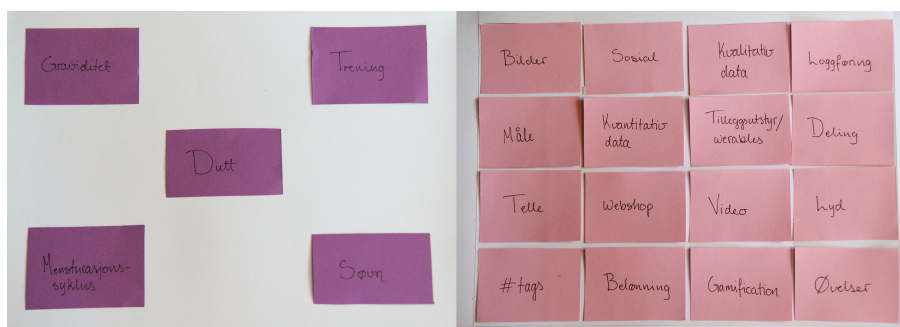 Graviditet
Trening
Dutt
Menstruasjons-
syklus
Søvn
Bilder
Sosial
Kvalitativ
data
Loggføring
Måle
Kvantitativ
data
Tilleggsutstyr/
werables
Deling
Telle
Webshop
Video
Lyd
#tags
Belønning
Gamification
Øvelser